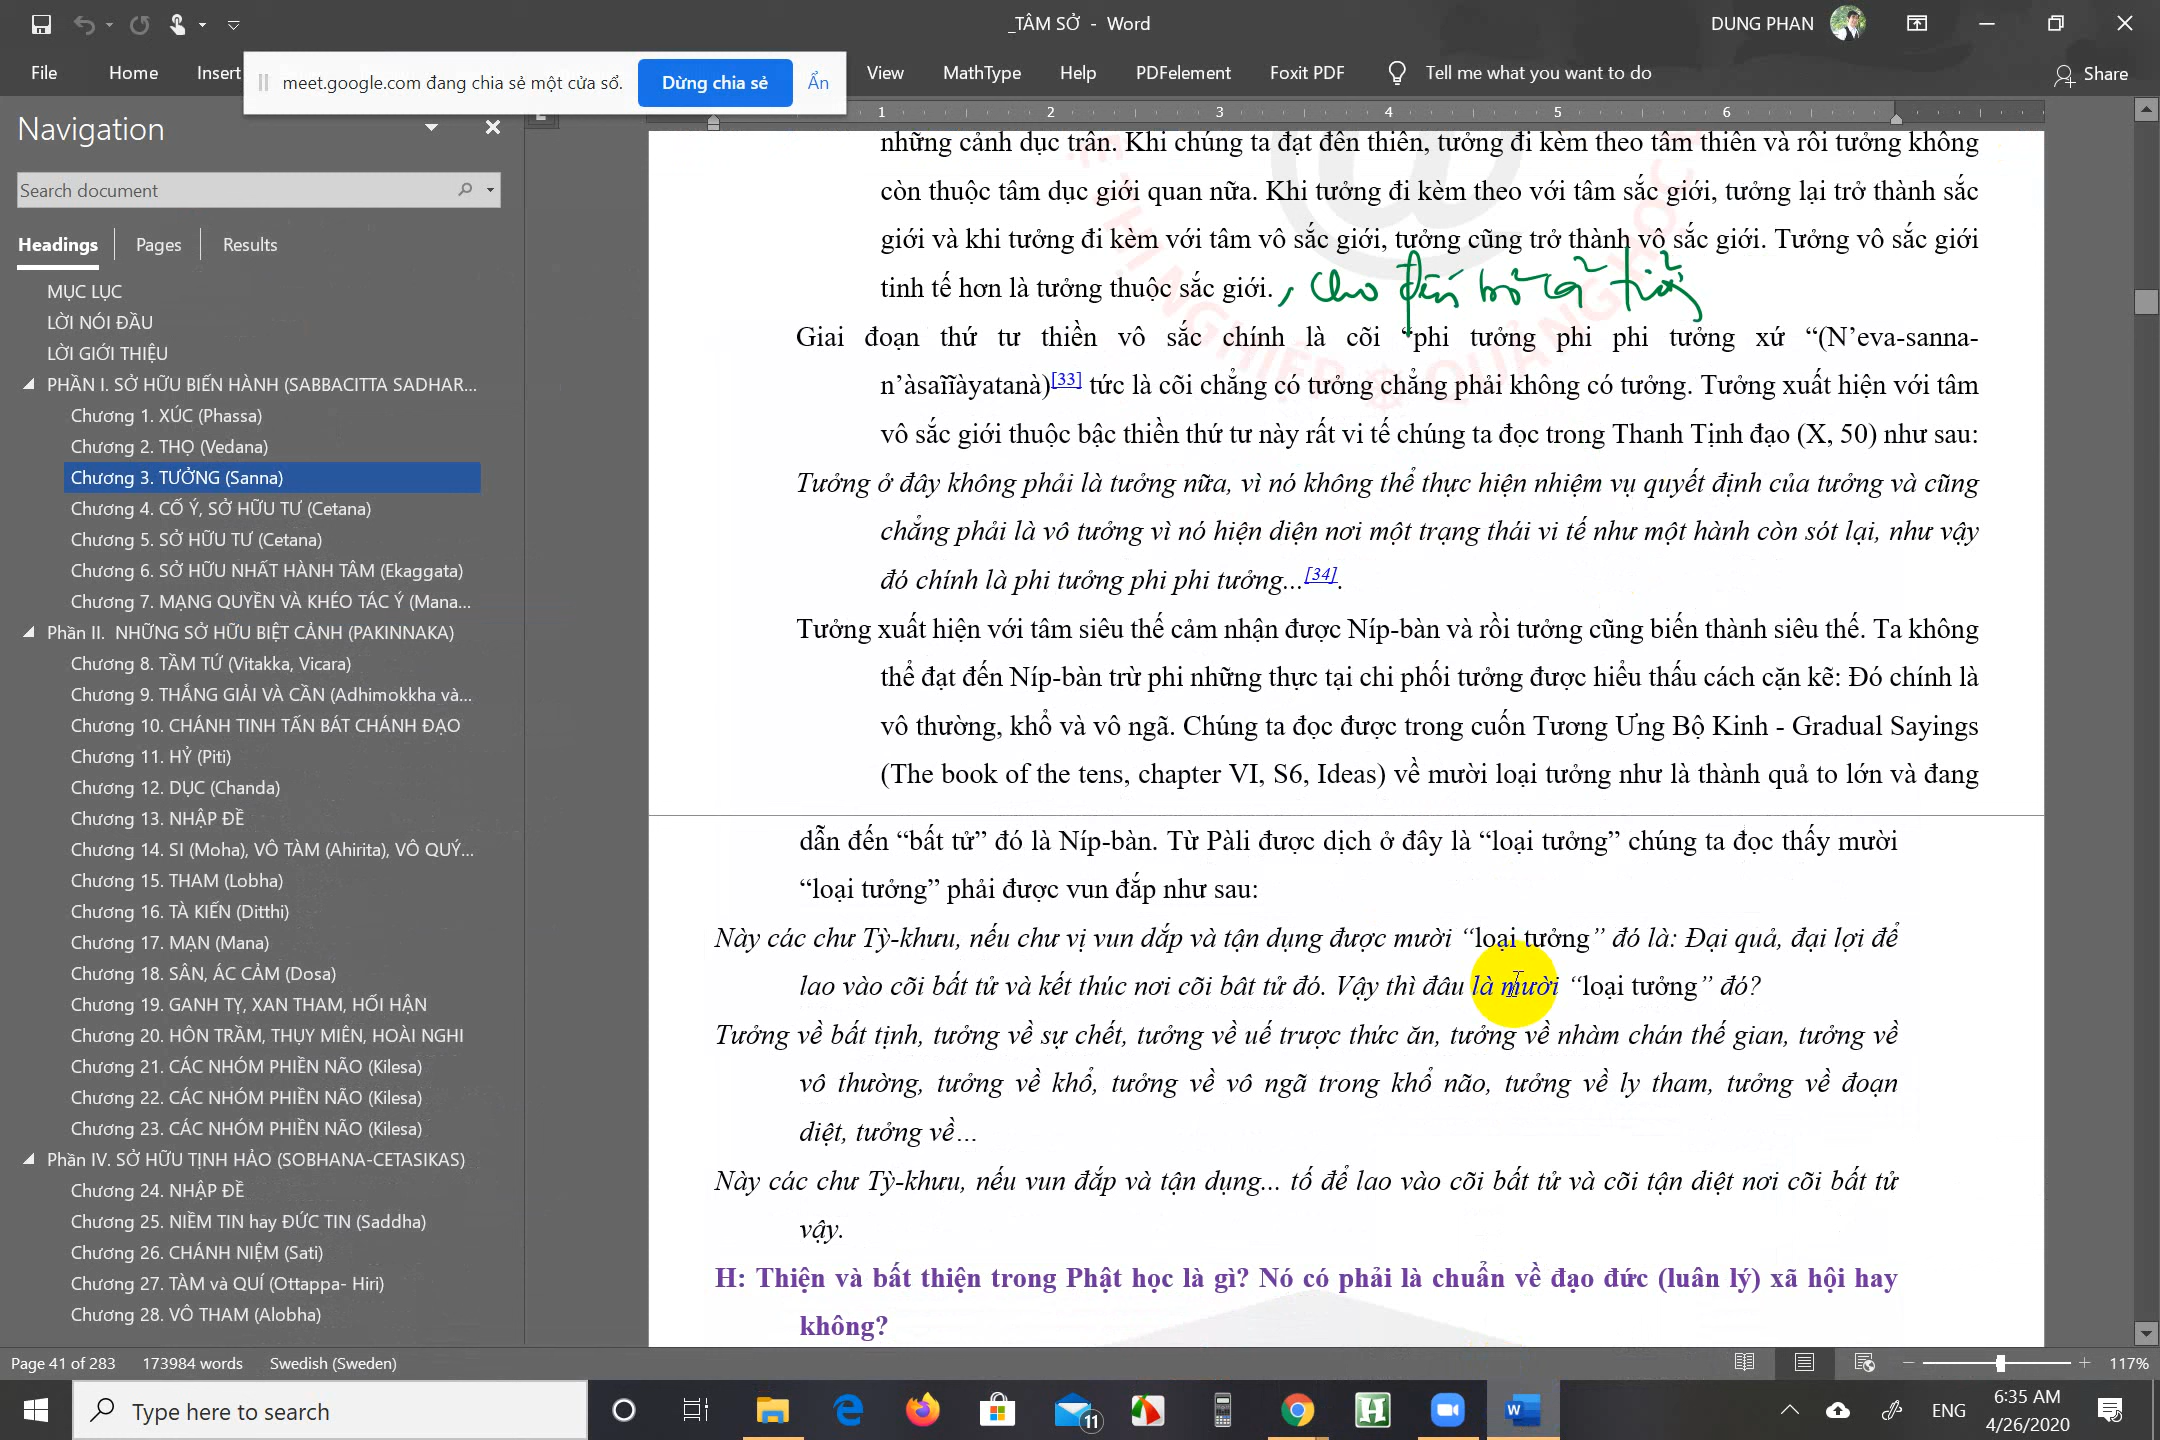 _TÂM SỞ - Word
DUNG PHAN
File
Home
Insert
meet.google.com đang chia sẻ một cửa sổ.
Dừng chia sẻ
Ẩn
View
MathType
Help
PDFelement
Foxit PDF
Tell me what you want to do
Share
Navigation
Search document
Headings
Pages
Results
MỤC LỤC
LỜI NÓI ĐẦU
LỜI GIỚI THIỆU
PHẦN I. SỞ HỮU BIẾN HÀNH (SABBACITTA SADHAR...
Chương 1. XÚC (Phassa)
Chương 2. THỌ (Vedana)
Chương 3. TƯỞNG (Sanna)
Chương 4. CỐ Ý, SỞ HỮU TƯ (Cetana)
Chương 5. SỞ HỮU TƯ (Cetana)
Chương 6. SỞ HỮU NHẤT HÀNH TÂM (Ekaggata)
Chương 7. MẠNG QUYỀN VÀ KHÉO TÁC Ý (Mana...
Phần II.  NHỮNG SỞ HỮU BIỆT CẢNH (PAKINNAKA)
Chương 8. TẦM TỨ (Vitakka, Vicara)
Chương 9. THẮNG GIẢI VÀ CẦN (Adhimokkha và...
Chương 10. CHÁNH TINH TẤN BÁT CHÁNH ĐẠO
Chương 11. HỶ (Piti)
Chương 12. DỤC (Chanda)
Chương 13. NHẬP ĐỀ
Chương 14. SI (Moha), VÔ TÀM (Ahirita), VÔ QUÝ...
Chương 15. THAM (Lobha)
Chương 16. TÀ KIẾN (Ditthi)
Chương 17. MẠN (Mana)
Chương 18. SÂN, ÁC CẢM (Dosa)
Chương 19. GANH TỴ, XAN THAM, HỐI HẬN
Chương 20. HÔN TRẦM, THỤY MIÊN, HOÀI NGHI
Chương 21. CÁC NHÓM PHIỀN NÃO (Kilesa)
Chương 22. CÁC NHÓM PHIỀN NÃO (Kilesa)
Chương 23. CÁC NHÓM PHIỀN NÃO (Kilesa)
Phần IV. SỞ HỮU TỊNH HẢO (SOBHANA-CETASIKAS)
Chương 24. NHẬP ĐỀ
Chương 25. NIỀM TIN hay ĐỨC TIN (Saddha)
Chương 26. CHÁNH NIỆM (Sati)
Chương 27. TÀM và QUÍ (Ottappa- Hiri)
Chương 28. VÔ THAM (Alobha)
1 2 3 4 5 6
những cảnh dục trần. Khi chúng ta đạt đến thiền, tưởng đi kèm theo tâm thiền và rồi tưởng không
còn thuộc tâm dục giới quan nữa. Khi tưởng đi kèm theo với tâm sắc giới, tưởng lại trở thành sắc
giới và khi tưởng đi kèm với tâm vô sắc giới, tưởng cũng trở thành vô sắc giới. Tưởng vô sắc giới
tinh tế hơn là tưởng thuộc sắc giới. , cho đến bỏ cả tưởng
Giai đoạn thứ tư thiền vô sắc chính là cõi “phi tưởng phi phi tưởng xứ “(N’eva-sanna-
n’àsaĩĩàyatanà)[33] tức là cõi chẳng có tưởng chẳng phải không có tưởng. Tưởng xuất hiện với tâm
vô sắc giới thuộc bậc thiền thứ tư này rất vi tế chúng ta đọc trong Thanh Tịnh đạo (X, 50) như sau:
Tưởng ở đây không phải là tưởng nữa, vì nó không thể thực hiện nhiệm vụ quyết định của tưởng và cũng
chẳng phải là vô tưởng vì nó hiện diện nơi một trạng thái vi tế như một hành còn sót lại, như vậy
đó chính là phi tưởng phi phi tưởng...[34].
Tưởng xuất hiện với tâm siêu thế cảm nhận được Níp-bàn và rồi tưởng cũng biến thành siêu thế. Ta không
thể đạt đến Níp-bàn trừ phi những thực tại chi phối tưởng được hiểu thấu cách cặn kẽ: Đó chính là
vô thường, khổ và vô ngã. Chúng ta đọc được trong cuốn Tương Ưng Bộ Kinh - Gradual Sayings
(The book of the tens, chapter VI, S6, Ideas) về mười loại tưởng như là thành quả to lớn và đang
dẫn đến “bất tử” đó là Níp-bàn. Từ Pàli được dịch ở đây là “loại tưởng” chúng ta đọc thấy mười
“loại tưởng” phải được vun đắp như sau:
Này các chư Tỳ-khưu, nếu chư vị vun dắp và tận dụng được mười “loại tưởng” đó là: Đại quả, đại lợi để
lao vào cõi bất tử và kết thúc nơi cõi bât tử đó. Vậy thì đâu là mười “loại tưởng” đó?
Tưởng về bất tịnh, tưởng về sự chết, tưởng về uế trược thức ăn, tưởng về nhàm chán thế gian, tưởng về
vô thường, tưởng về khổ, tưởng về vô ngã trong khổ não, tưởng về ly tham, tưởng về đoạn
diệt, tưởng về…
Này các chư Tỳ-khưu, nếu vun đắp và tận dụng... tố để lao vào cõi bất tử và cõi tận diệt nơi cõi bất tử
vậy.
H: Thiện và bất thiện trong Phật học là gì? Nó có phải là chuẩn về đạo đức (luân lý) xã hội hay
không?
Page 41 of 283
173984 words
Swedish (Sweden)
117%
Type here to search
11
ENG
6:35 AM
4/26/2020